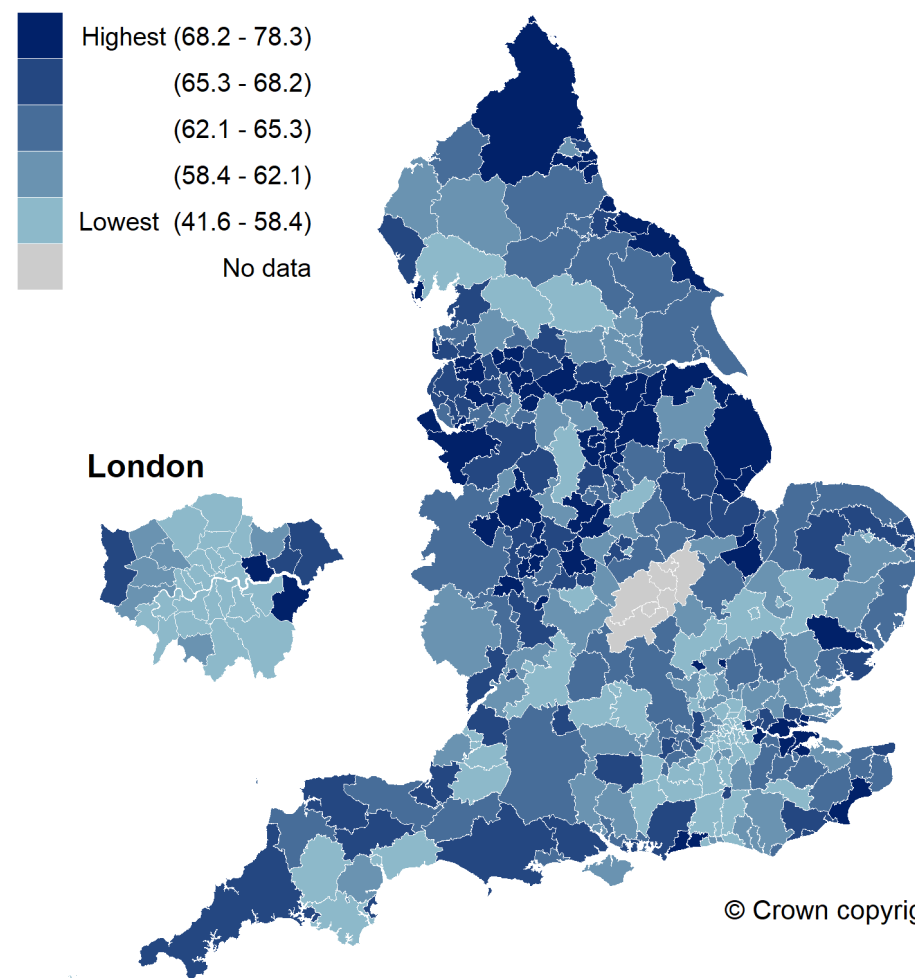 Highest (68.2 - 78.3)
(65.3 - 68.2)
(62.1 - 65.3)
(58.4 - 62.1)
Lowest (41.6 - 58.4)
No data
London
© Crown copyrig